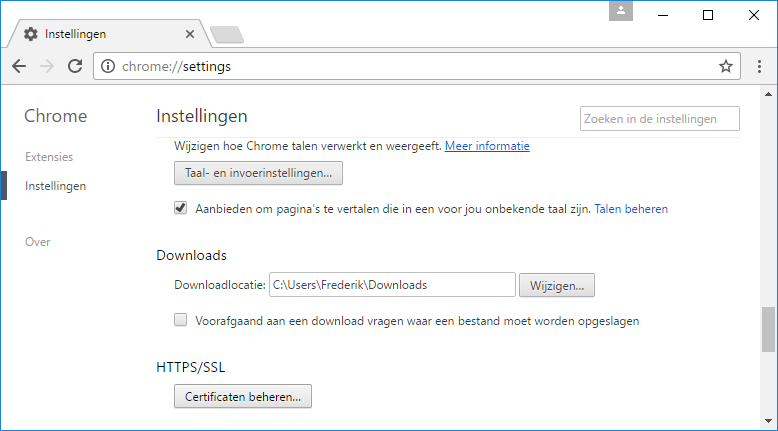 Instellingen
chrome://settings
Chrome
Instellingen
Zoeken in de instellingen
Extensies
Instellingen
Over
Wijzigen hoe Chrome talen verwerkt en weergeeft. Meer informatie
Taal- en invoerinstellingen...
Aanbieden om pagina's te vertalen die in een voor jou onbekende taal zijn. Talen beheren
Downloads
Downloadlocatie: C:\Users\Frederik\Downloads Wijzigen...
Voorafgaand aan een download vragen waar een bestand moet worden opgeslagen
HTTPS/SSL
Certificaten beheren...